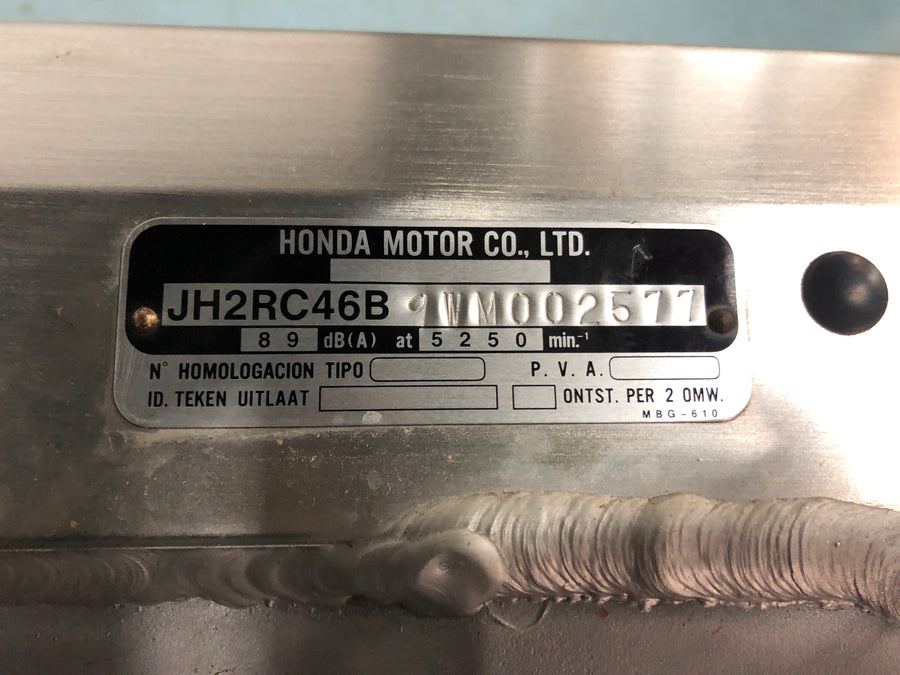 HONDA MOTOR CO., LTD.
JH2RC46B 9WM002577
89 dB(A) at 5250 min.⁻¹
N° HOMOLOGACION TIPO P. V. A.
ID. TEKEN UITLAAT ONTST. PER 2 OMW.
MBG-610